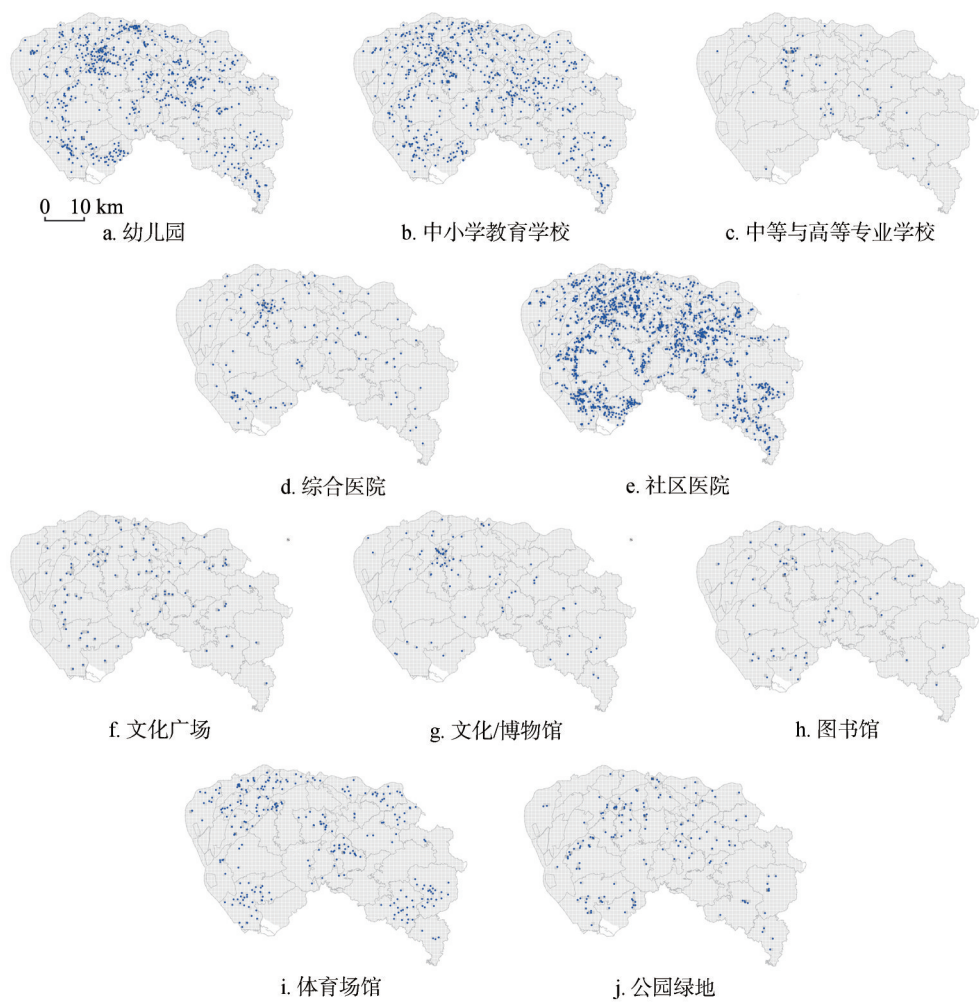 0 10 km
a. 幼儿园
b. 中小学教育学校
c. 中等与高等专业学校
d. 综合医院
e. 社区医院
f. 文化广场
g. 文化/博物馆
h. 图书馆
i. 体育场馆
j. 公园绿地